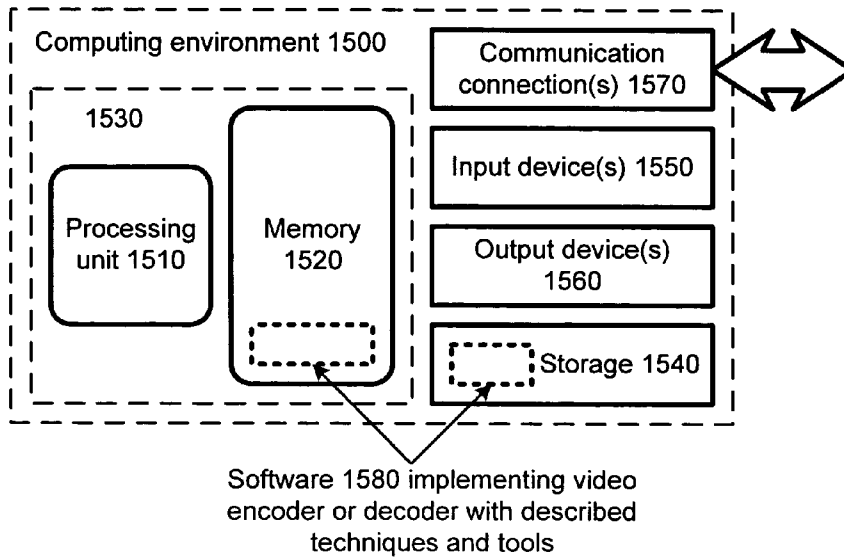 Computing environment 1500
1530
Processing
unit 1510
Memory
1520
Communication
connection(s) 1570
Input device(s) 1550
Output device(s)
1560
Storage 1540
Software 1580 implementing video
encoder or decoder with described
techniques and tools